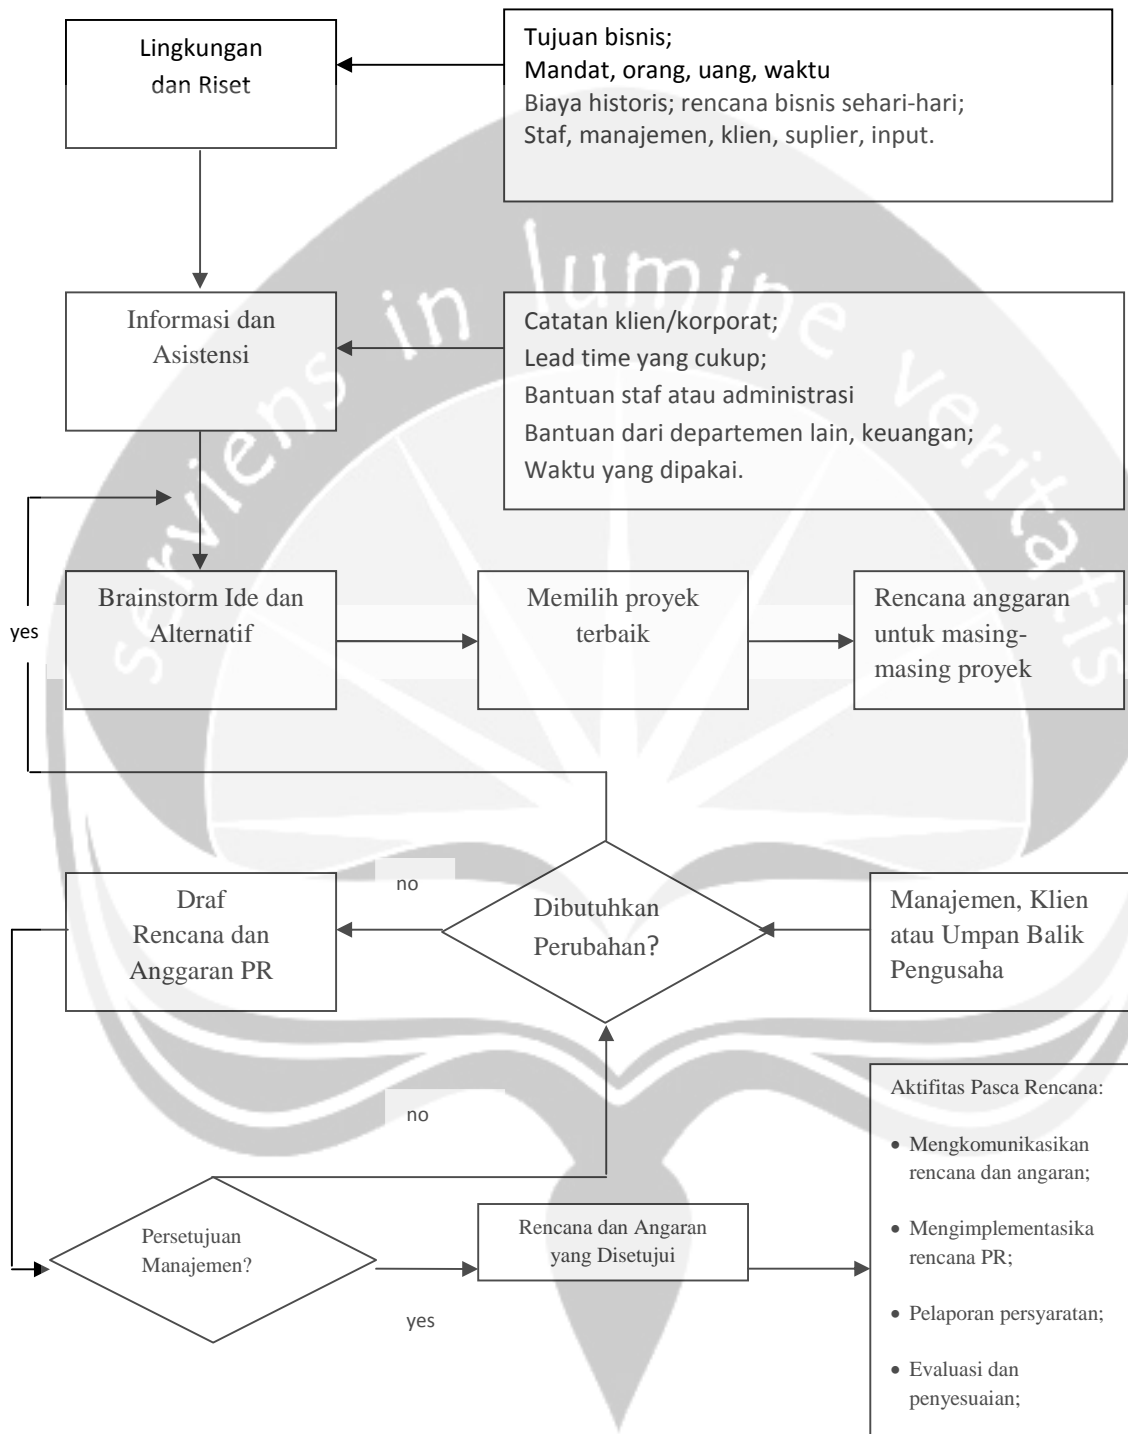 Lingkungan
dan Riset
Tujuan bisnis;
Mandat, orang, uang, waktu
Biaya historis; rencana bisnis sehari-hari;
Staf, manajemen, klien, suplier, input.
Informasi dan
Asistensi
Catatan klien/korporat;
Lead time yang cukup;
Bantuan staf atau administrasi
Bantuan dari departemen lain, keuangan;
Waktu yang dipakai.
serviens in lumine veritatis
yes
Brainstorm Ide dan
Alternatif
Memilih proyek
terbaik
Rencana anggaran
untuk masing-
masing proyek
Draf
Rencana dan
Anggaran PR
no
Dibutuhkan
Perubahan?
Manajemen, Klien
atau Umpan Balik
Pengusaha
no
Persetujuan
Manajemen?
yes
Rencana dan Angaran
yang Disetujui
Aktifitas Pasca Rencana:
• Mengkomunikasikan
rencana dan angaran;
• Mengimplementasika
rencana PR;
• Pelaporan persyaratan;
• Evaluasi dan
penyesuaian;